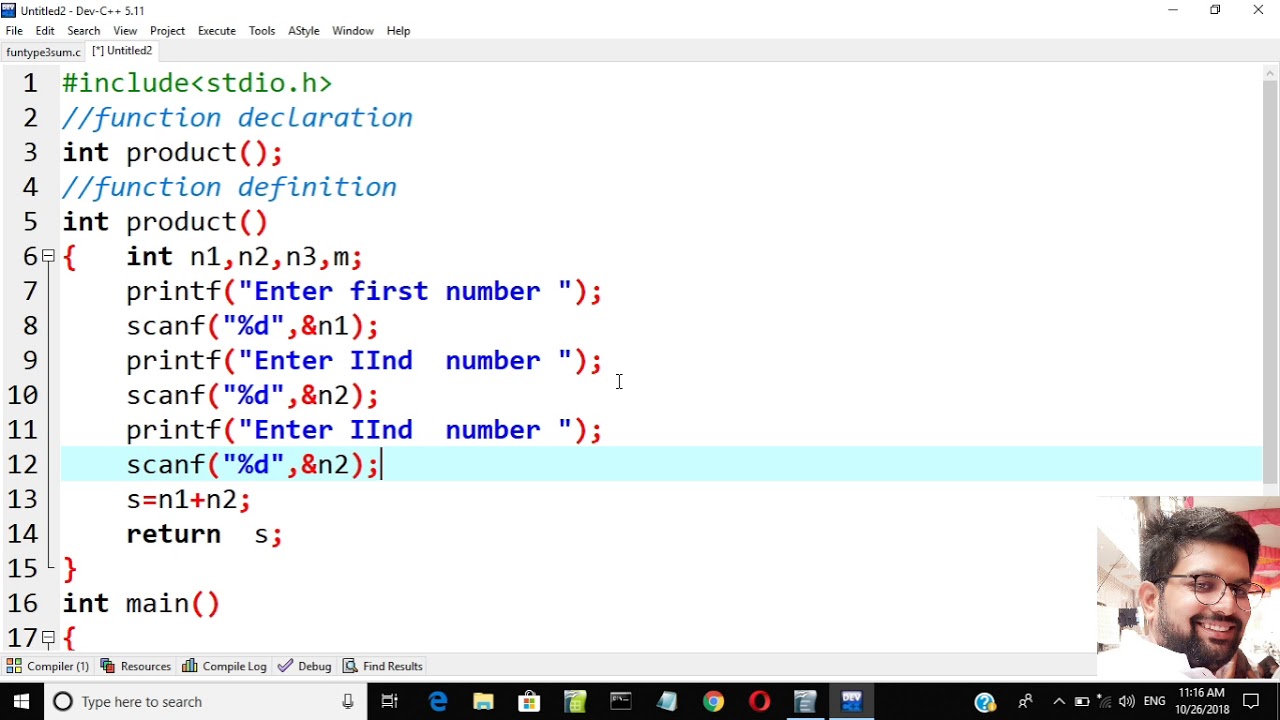 Untitled2 - Dev-C++ 5.11
File Edit Search View Project Execute Tools AStyle Window Help
funtype3sum.c [*] Untitled2
1 #include<stdio.h>
2 //function declaration
3 int product();
4 //function definition
5 int product()
6 { int n1,n2,n3,m;
7 printf("Enter first number ");
8 scanf("%d",&n1);
9 printf("Enter IInd  number ");
10 scanf("%d",&n2);
11 printf("Enter IInd  number ");
12 scanf("%d",&n2);
13 s=n1+n2;
14 return  s;
15 }
16 int main()
17 {
Compiler (1) Resources Compile Log Debug Find Results
Type here to search
DEV
ENG
11:16 AM
10/26/2018